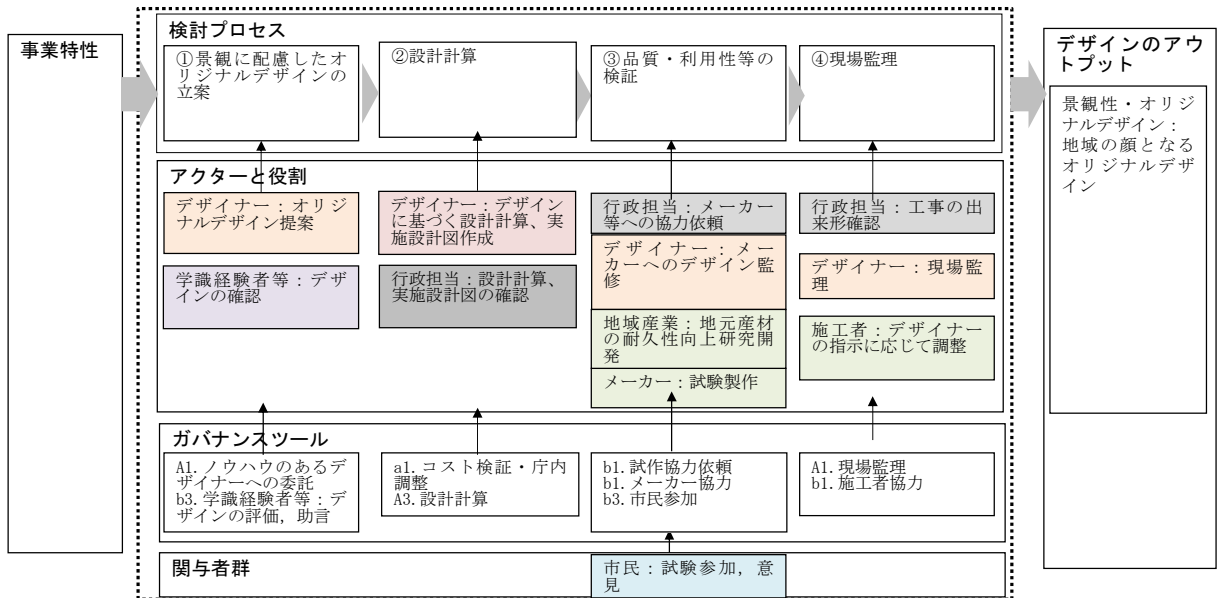 事業特性
検討プロセス
①景観に配慮したオ
リジナルデザインの
立案
②設計計算
③品質・利用性等の
検証
④現場監理
アクターと役割
デザイナー：オリジ
ナルデザイン提案
学識経験者等：デザ
インの確認
デザイナー：デザイン
に基づく設計計算、実
施設計図作成
行政担当：設計計算、
実施設計図の確認
行政担当：メーカー
等への協力依頼
デザイナー：メー
カーへのデザイン監
修
地域産業：地元産材
の耐久性向上研究開
発
メーカー：試験製作
行政担当：工事の出
来形確認
デザイナー：現場監
理
施工者：デザイナー
の指示に応じて調整
ガバナンスツール
A1.ノウハウのあるデ
ザイナーへの委託
b3.学識経験者等：デ
ザインの評価，助言
a1.コスト検証・庁内
調整
A3.設計計算
b1.試作協力依頼
b1.メーカー協力
b3.市民参加
A1.現場監理
b1.施工者協力
関与者群
市民：試験参加，意
見
デザインのアウ
トプット
景観性・オリジ
ナルデザイン：
地域の顔となる
オリジナルデザ
イン